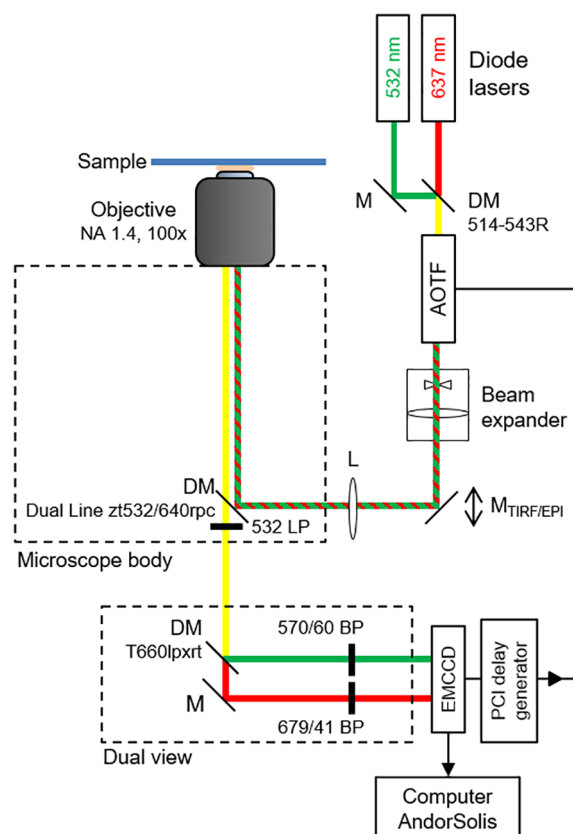 532 nm
637 nm
Diode
lasers
Sample
M
DM
514-543R
Objective
NA 1.4, 100x
AOTF
Beam
expander
L
DM
Dual Line zt532/640rpc
532 LP
MTIRF/EPI
Microscope body
DM
T660lpxrt
570/60 BP
M
679/41 BP
EMCCD
PCI delay
generator
Dual view
Computer
AndorSolis